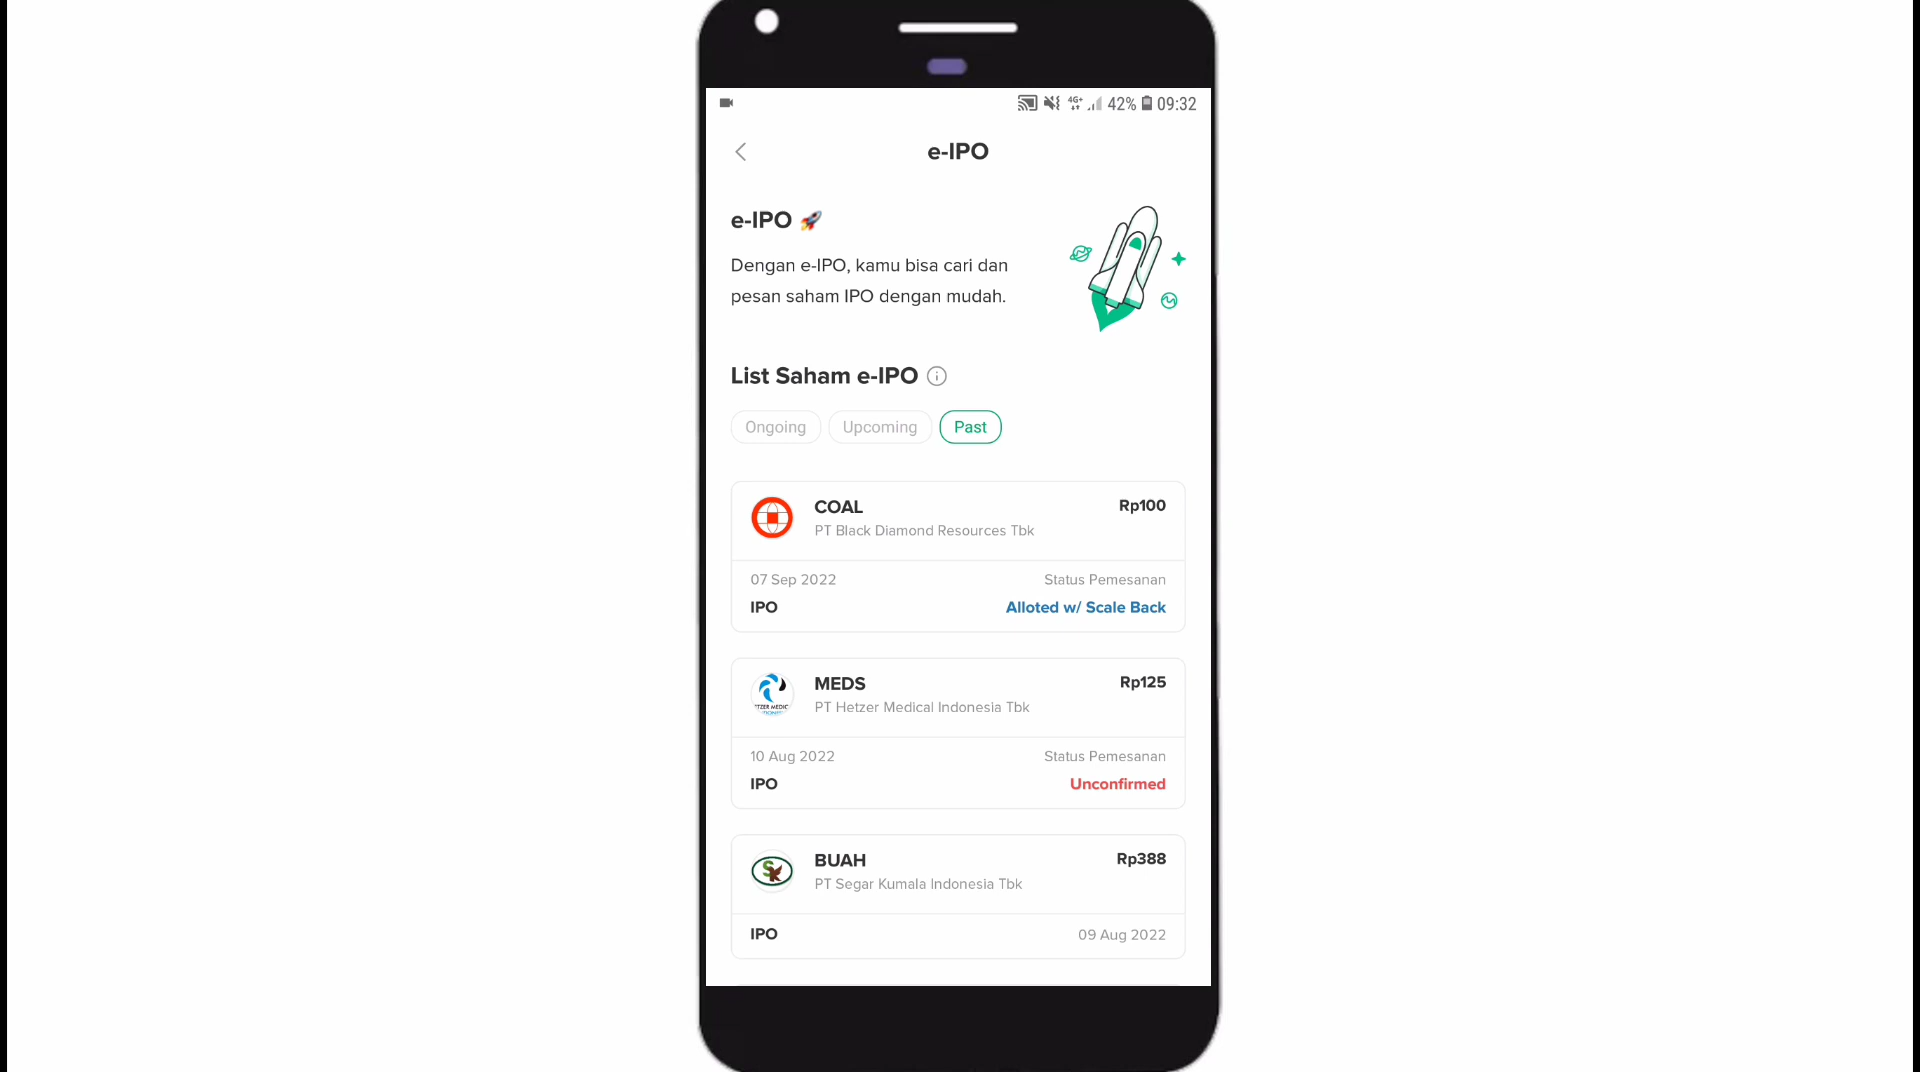 4G+ 42% 09:32
e-IPO
e-IPO 🚀
Dengan e-IPO, kamu bisa cari dan
pesan saham IPO dengan mudah.
List Saham e-IPO
Ongoing Upcoming Past
COAL Rp100
PT Black Diamond Resources Tbk
07 Sep 2022 Status Pemesanan
IPO Alloted w/ Scale Back
MEDS Rp125
PT Hetzer Medical Indonesia Tbk
10 Aug 2022 Status Pemesanan
IPO Unconfirmed
BUAH Rp388
PT Segar Kumala Indonesia Tbk
IPO 09 Aug 2022